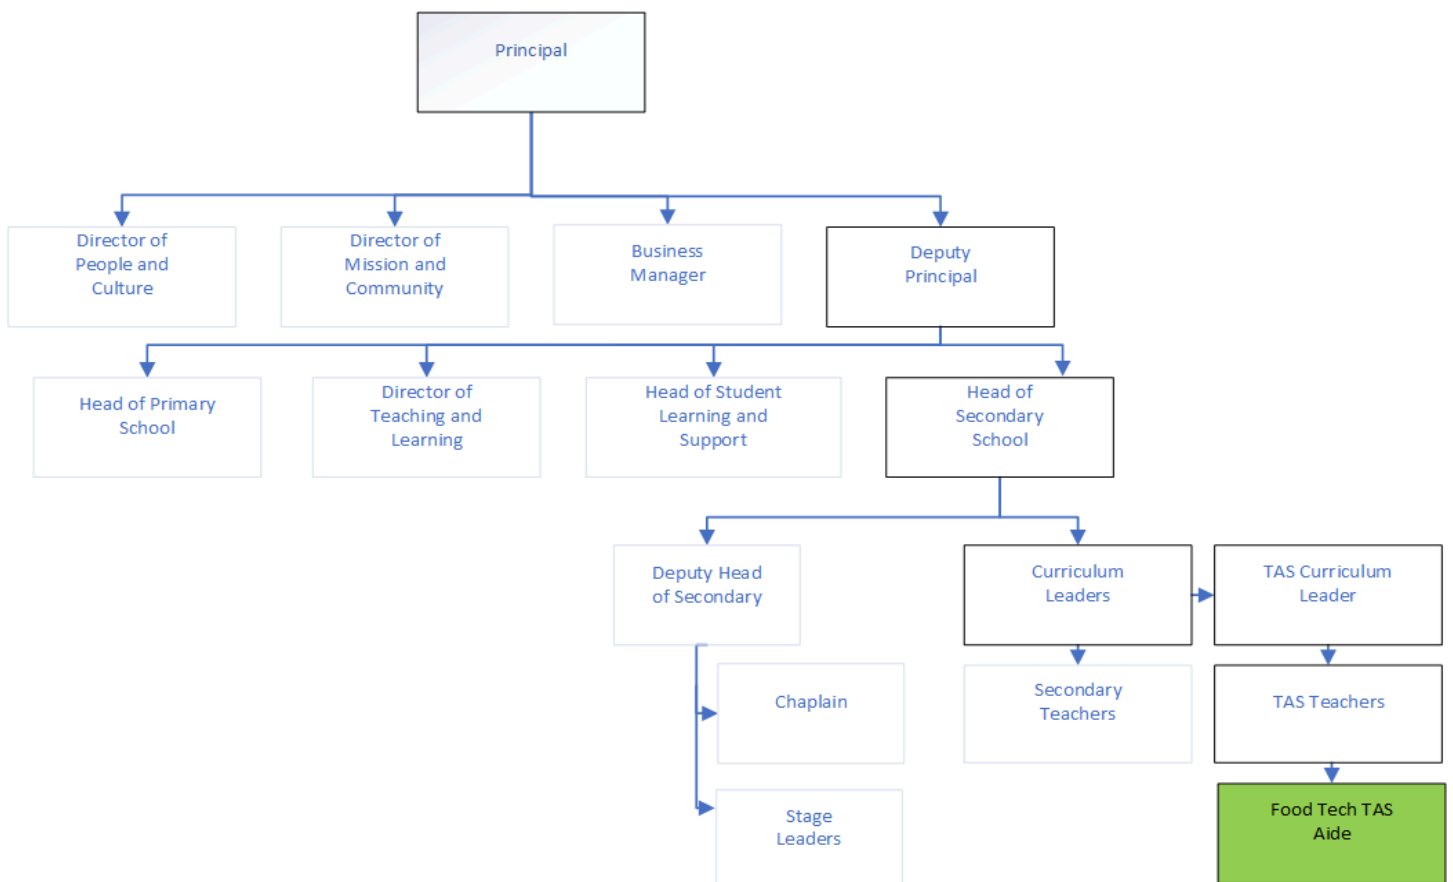 Principal
Director of
People and
Culture
Director of
Mission and
Community
Business
Manager
Deputy
Principal
Head of Primary
School
Director of
Teaching and
Learning
Head of Student
Learning and
Support
Head of
Secondary
School
Deputy Head
of Secondary
Curriculum
Leaders
TAS Curriculum
Leader
Chaplain
Secondary
Teachers
TAS Teachers
Stage
Leaders
Food Tech TAS
Aide